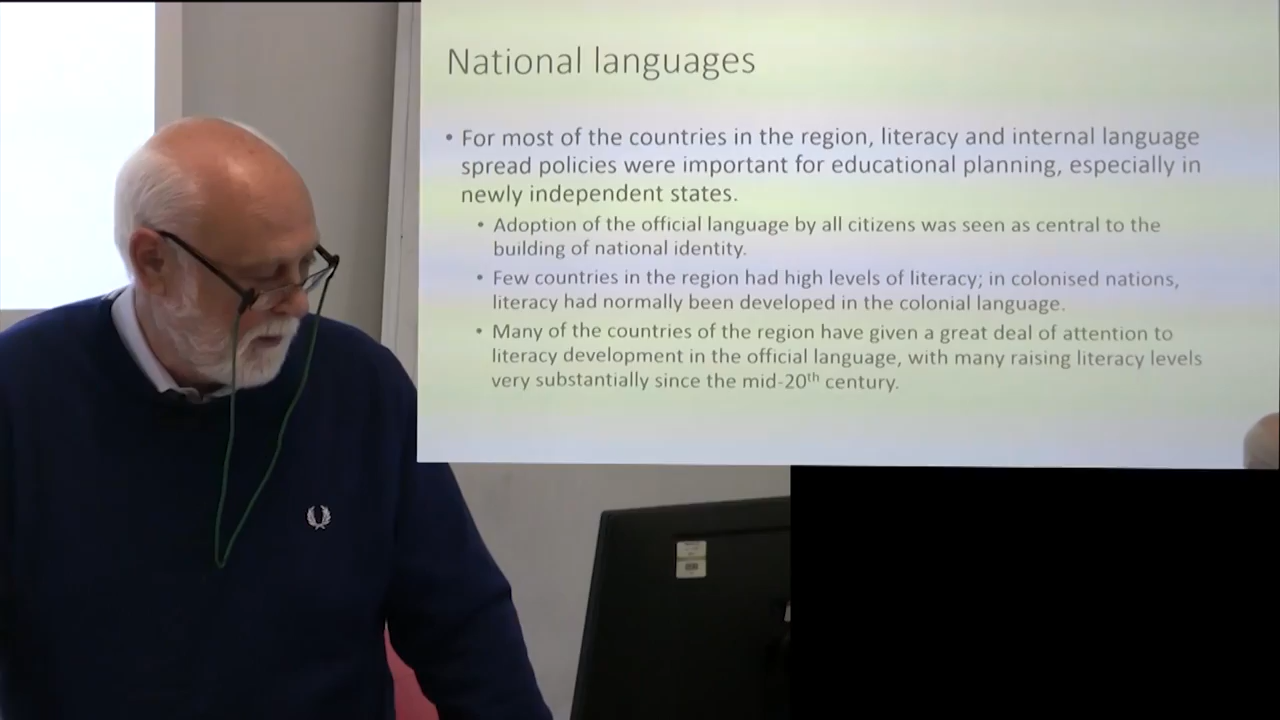 National languages
• For most of the countries in the region, literacy and internal language
spread policies were important for educational planning, especially in
newly independent states.
• Adoption of the official language by all citizens was seen as central to the
building of national identity.
• Few countries in the region had high levels of literacy; in colonised nations,
literacy had normally been developed in the colonial language.
• Many of the countries of the region have given a great deal of attention to
literacy development in the official language, with many raising literacy levels
very substantially since the mid-20th century.